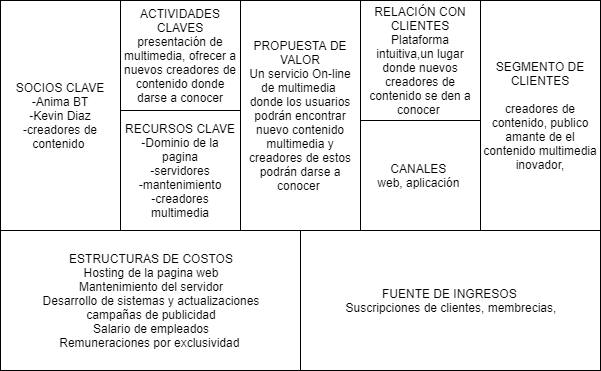 SOCIOS CLAVE
-Anima BT
-Kevin Diaz
-creadores de
contenido
ACTIVIDADES
CLAVES
presentación de
multimedia, ofrecer a
nuevos creadores de
contenido donde
darse a conocer
RECURSOS CLAVE
-Dominio de la
pagina
-servidores
-mantenimiento
-creadores
multimedia
PROPUESTA DE
VALOR
Un servicio On-line
de multimedia
donde los usuarios
podrán encontrar
nuevo contenido
multimedia y
creadores de estos
podrán darse a
conocer
RELACIÓN CON
CLIENTES
Plataforma
intuitiva,un lugar
donde nuevos
creadores de
contenido se den a
conocer
CANALES
web, aplicación
SEGMENTO DE
CLIENTES
creadores de
contenido, publico
amante de el
contenido multimedia
inovador,
ESTRUCTURAS DE COSTOS
Hosting de la pagina web
Mantenimiento del servidor
Desarrollo de sistemas y actualizaciones
campañas de publicidad
Salario de empleados
Remuneraciones por exclusividad
FUENTE DE INGRESOS
Suscripciones de clientes, membrecias,